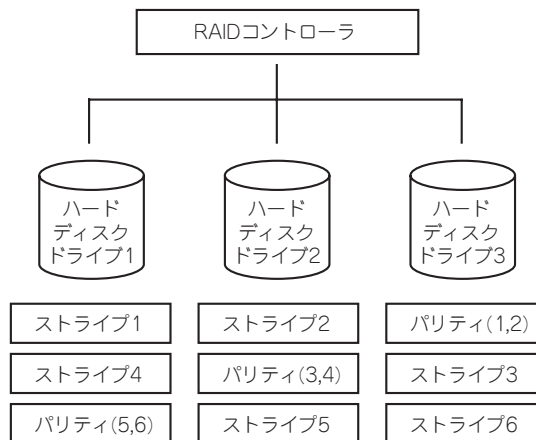 RAIDコントローラ
ハード
ディスク
ドライブ1
ハード
ディスク
ドライブ2
ハード
ディスク
ドライブ3
ストライプ1
ストライプ2
パリティ(1,2)
ストライプ4
パリティ(3,4)
ストライプ3
パリティ(5,6)
ストライプ5
ストライプ6